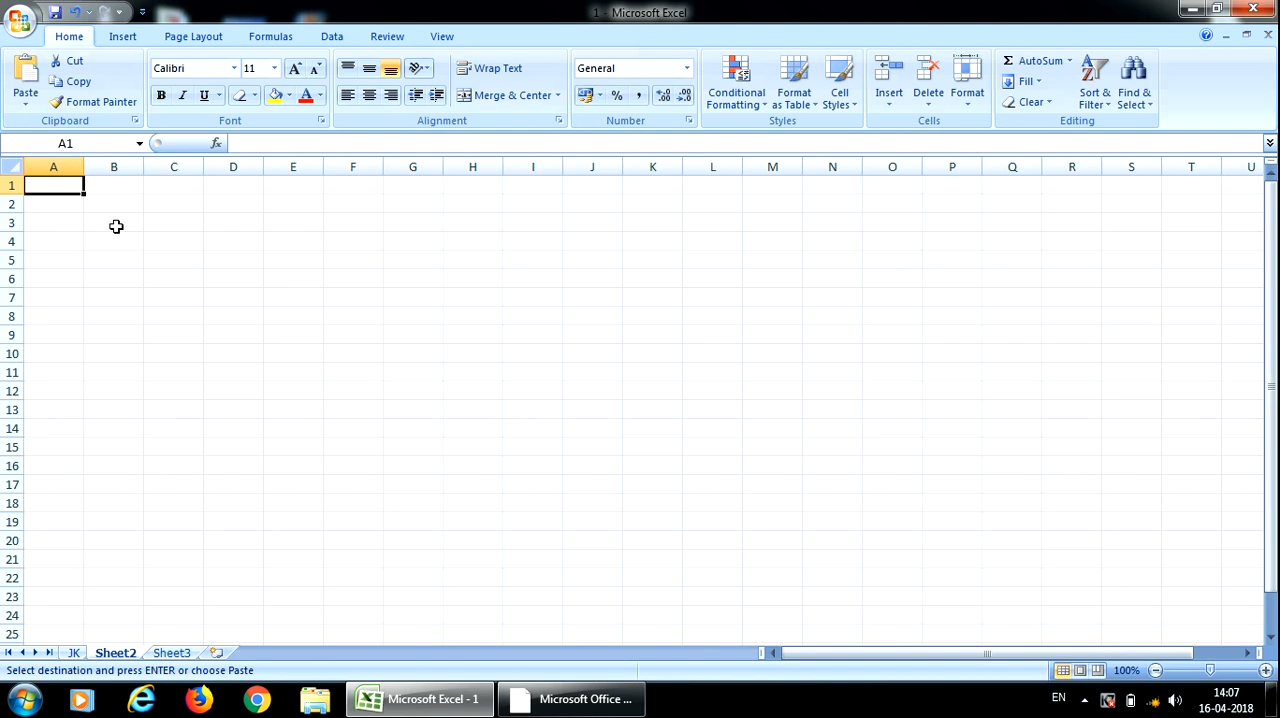 1 - Microsoft Excel
Home Insert Page Layout Formulas Data Review View
Paste Cut Copy Format Painter
Calibri 11 A A Wrap Text General
B I U A Merge & Center % ,
Conditional Formatting Format as Table Cell Styles
Insert Delete Format
Σ AutoSum Fill Clear Sort & Filter Find & Select
Clipboard Font Alignment Number Styles Cells Editing
A1 fx
A B C D E F G H I J K L M N O P Q R S T U
1
2
3
4
5
6
7
8
9
10
11
12
13
14
15
16
17
18
19
20
21
22
23
24
25
JK Sheet2 Sheet3
Select destination and press ENTER or choose Paste 100%
Microsoft Excel - 1 Microsoft Office ... EN 14:07
16-04-2018